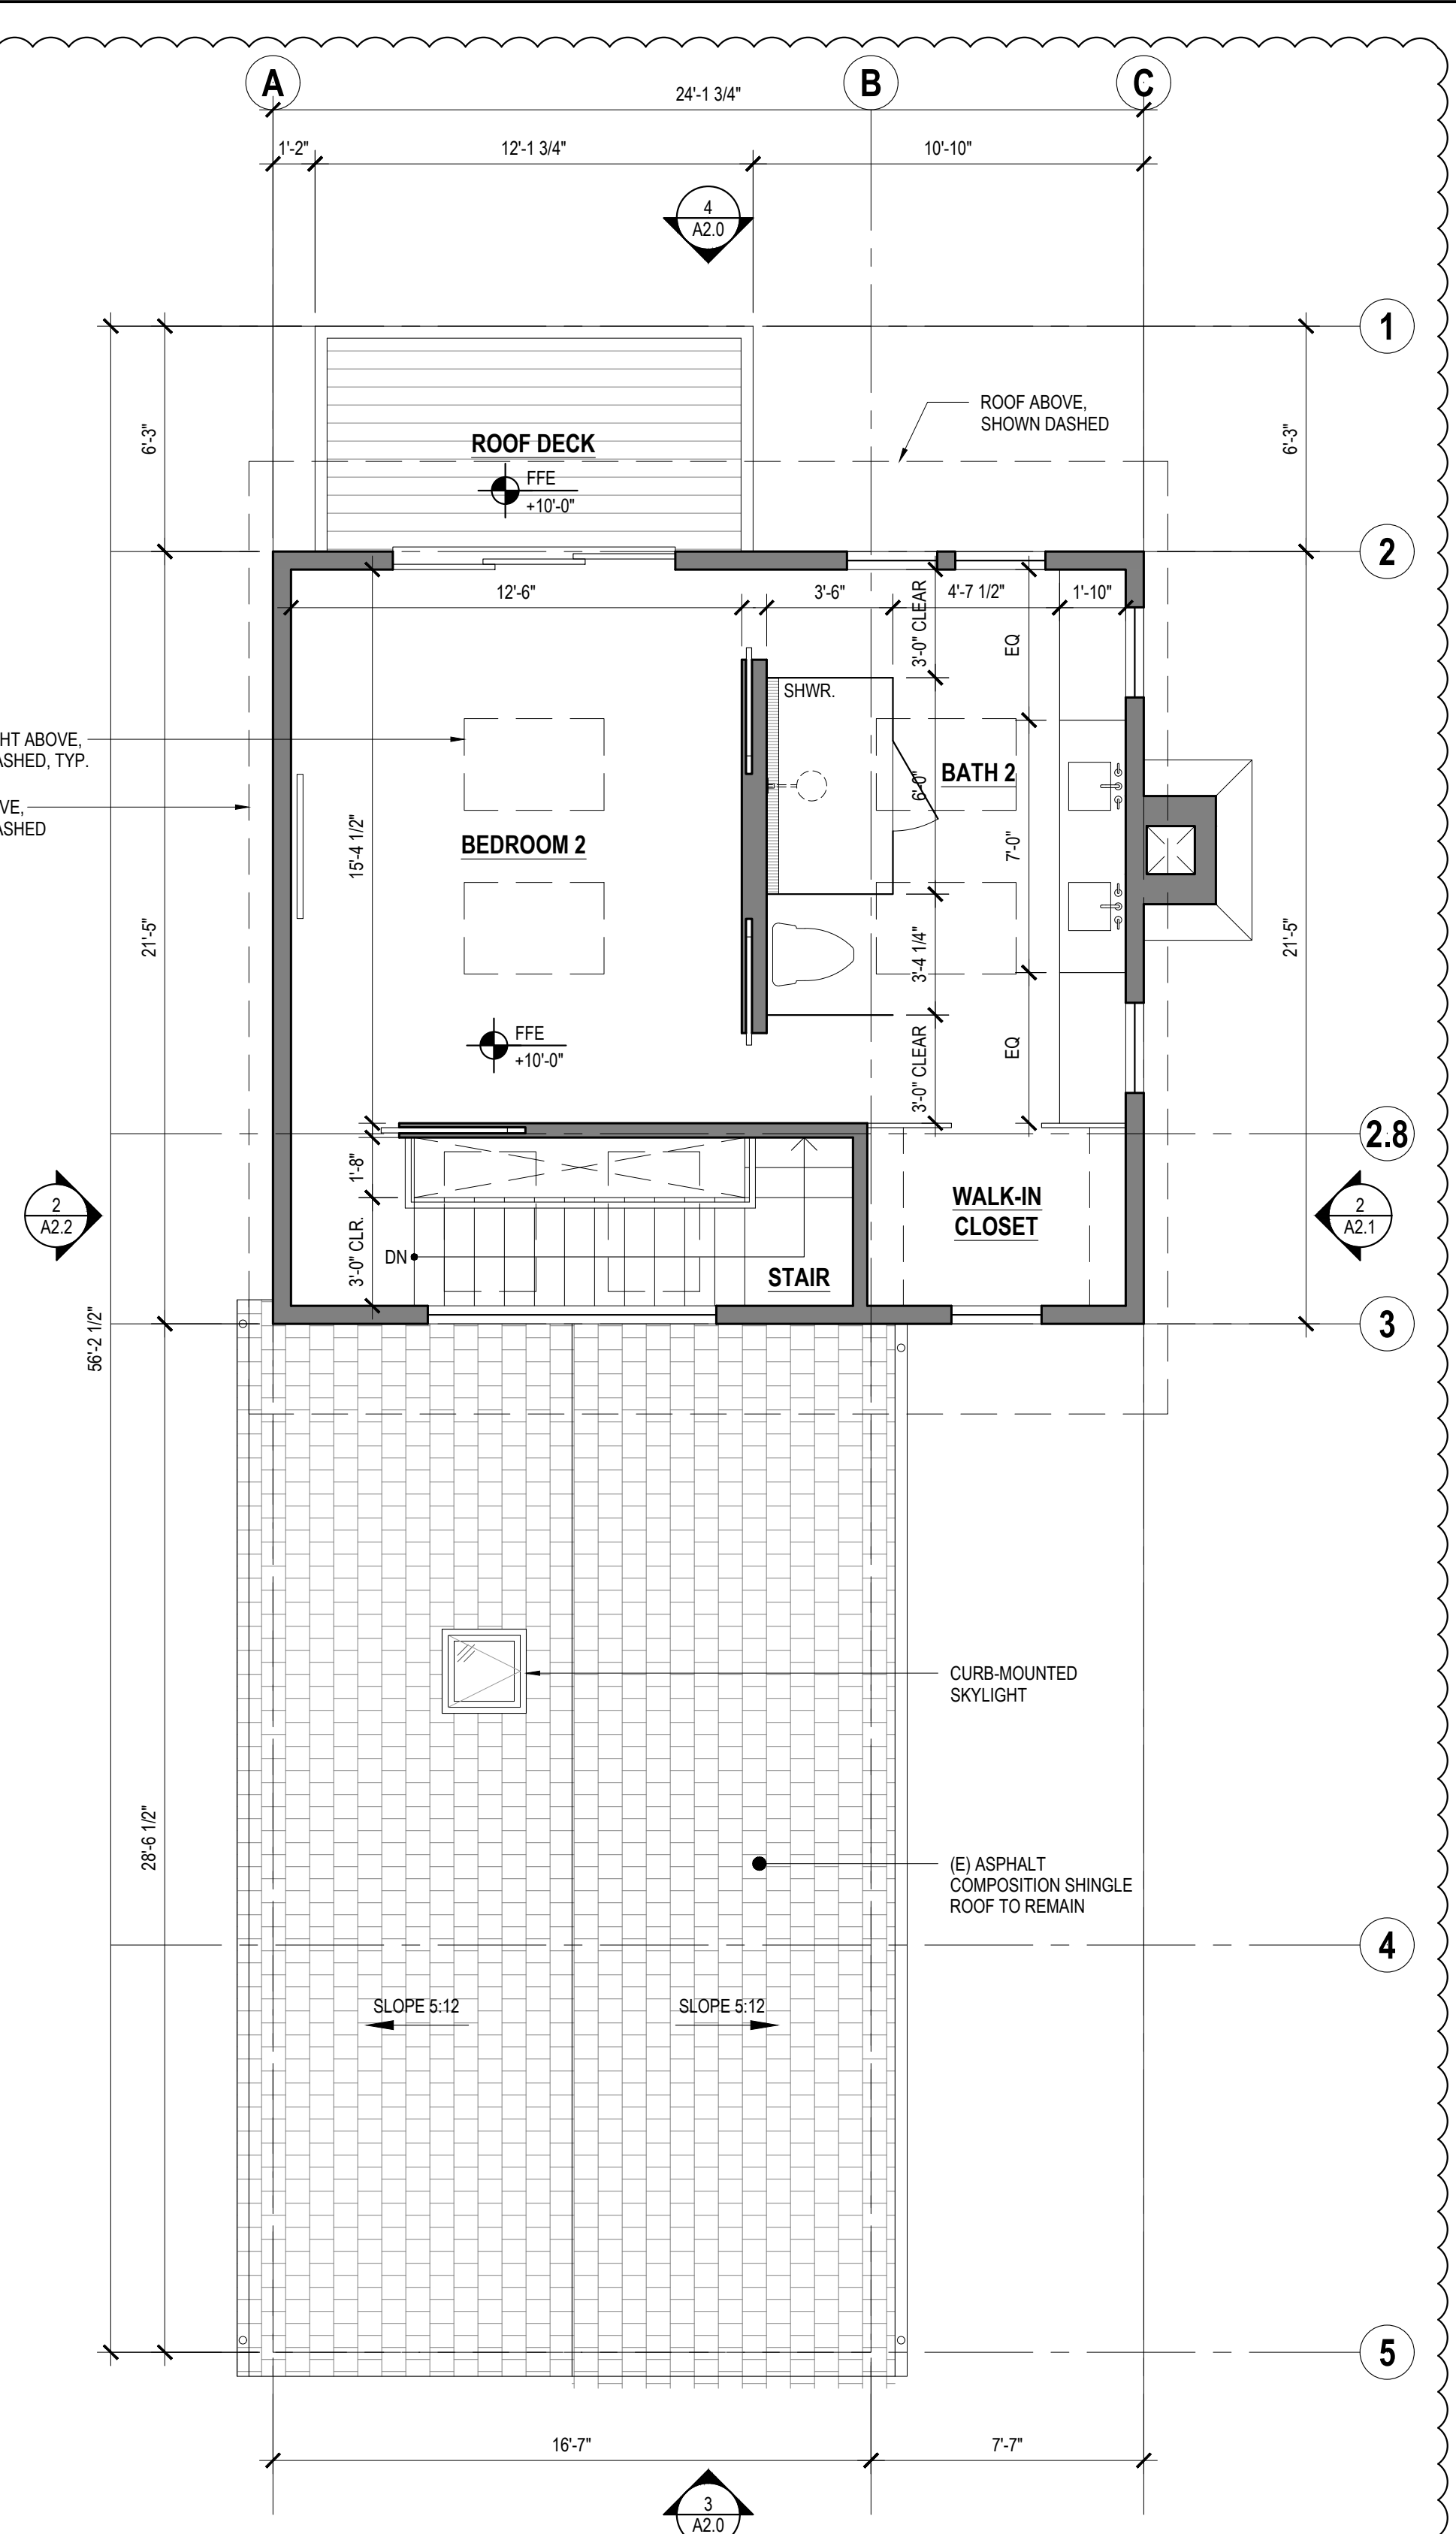 A
B
C
24'-1 3/4"
1'-2"
12'-1 3/4"
10'-10"
4
A2.0
1
6'-3"
6'-3"
ROOF ABOVE,
SHOWN DASHED
ROOF DECK
FFE
+10'-0"
2
12'-6"
3'-6"
4'-7 1/2"
1'-10"
3'-0" CLEAR
EQ
SHWR.
HT ABOVE,
ASHED, TYP.
VE,
ASHED
BATH 2
6'-0"
7'-0"
BEDROOM 2
15'-4 1/2"
21'-5"
21'-5"
3'-4 1/4"
FFE
+10'-0"
3'-0" CLEAR
EQ
2.8
1'-8"
2
A2.2
WALK-IN
CLOSET
2
A2.1
3'-0" CLR.
DN
STAIR
3
56'-2 1/2"
CURB-MOUNTED
SKYLIGHT
28'-6 1/2"
(E) ASPHALT
COMPOSITION SHINGLE
ROOF TO REMAIN
4
SLOPE 5:12
SLOPE 5:12
5
16'-7"
7'-7"
3
A2.0